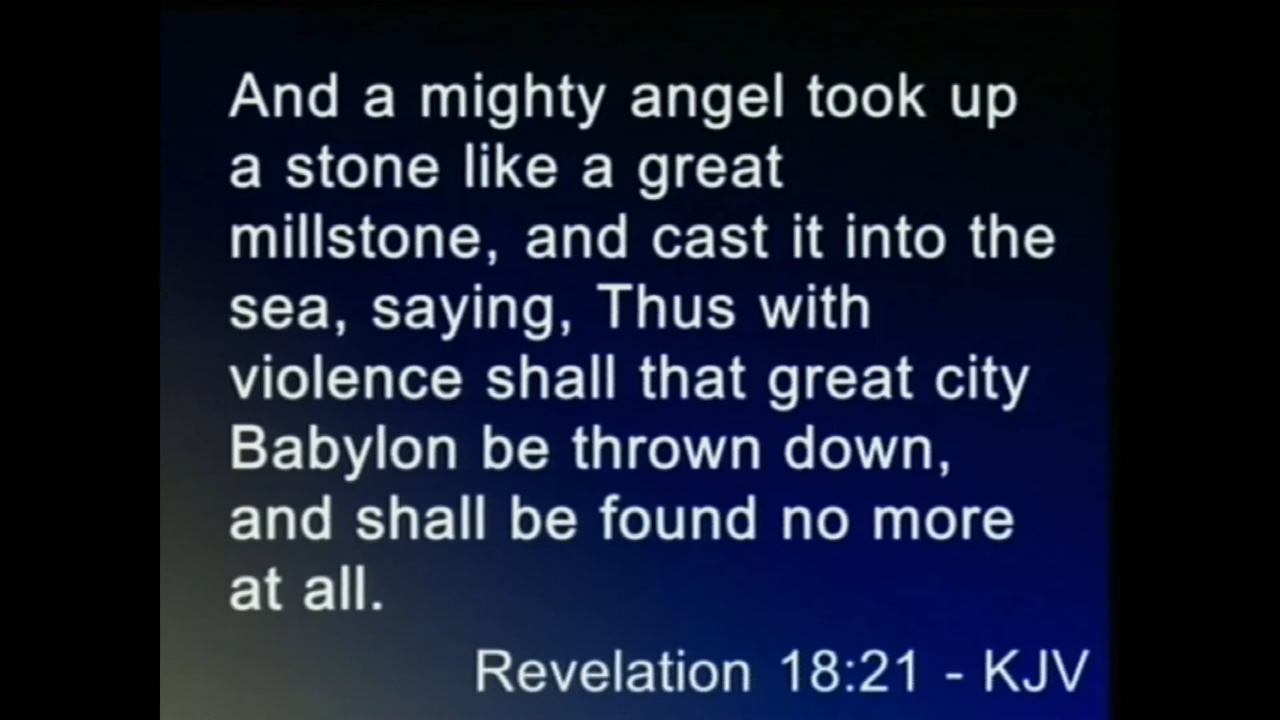 And a mighty angel took up
a stone like a great
millstone, and cast it into the
sea, saying, Thus with
violence shall that great city
Babylon be thrown down,
and shall be found no more
at all.
Revelation 18:21 - KJV